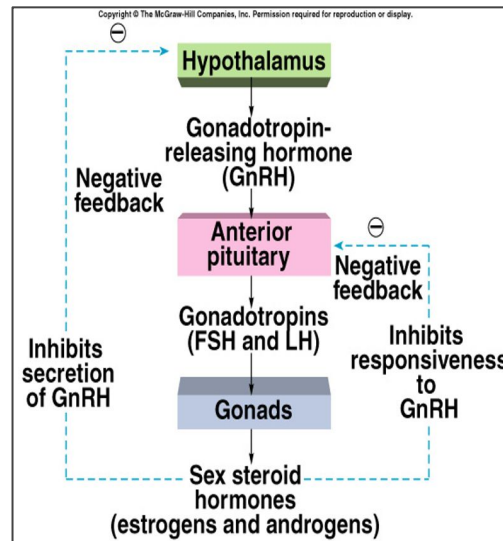 Copyright © The McGraw-Hill Companies, Inc. Permission required for reproduction or display.
⊖
Hypothalamus
Gonadotropin-
releasing hormone
(GnRH)
Negative
feedback
⊖
Anterior
pituitary
Negative
feedback
Gonadotropins
(FSH and LH)
Inhibits
secretion
of GnRH
Inhibits
responsiveness
to
GnRH
Gonads
Sex steroid
hormones
(estrogens and androgens)